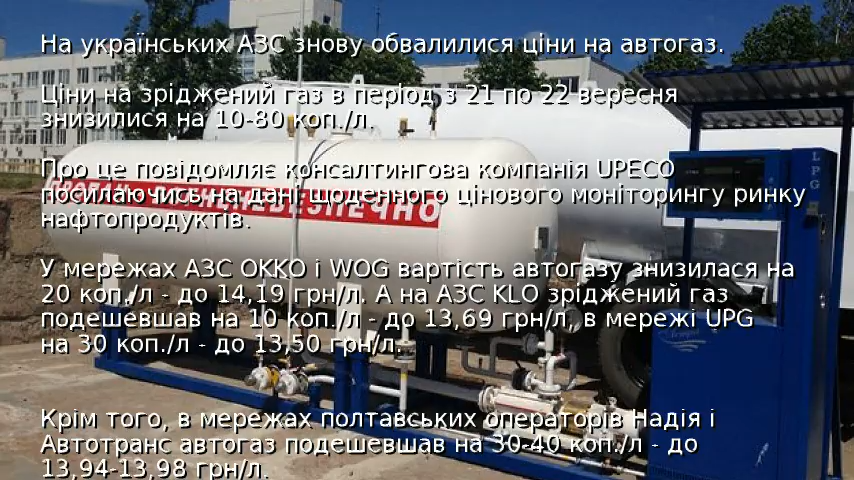 На українських АЗС знову обвалилися ціни на автогаз.
Ціни на зріджений газ в період з 21 по 22 вересня
знизилися на 10-80 коп./л.
Про це повідомляє консалтингова компанія UPECO
посилаючись на дані щоденного цінового моніторингу ринку
нафтопродуктів.
У мережах АЗС OKKO і WOG вартість автогазу знизилася на
20 коп./л - до 14,19 грн/л. А на АЗС KLO зріджений газ
подешевшав на 10 коп./л - до 13,69 грн/л, в мережі UPG
на 30 коп./л - до 13,50 грн/л.
Крім того, в мережах полтавських операторів Надія і
Автотранс автогаз подешевшав на 30-40 коп./л - до
13,94-13,98 грн/л.
ПРОПАН
LPG